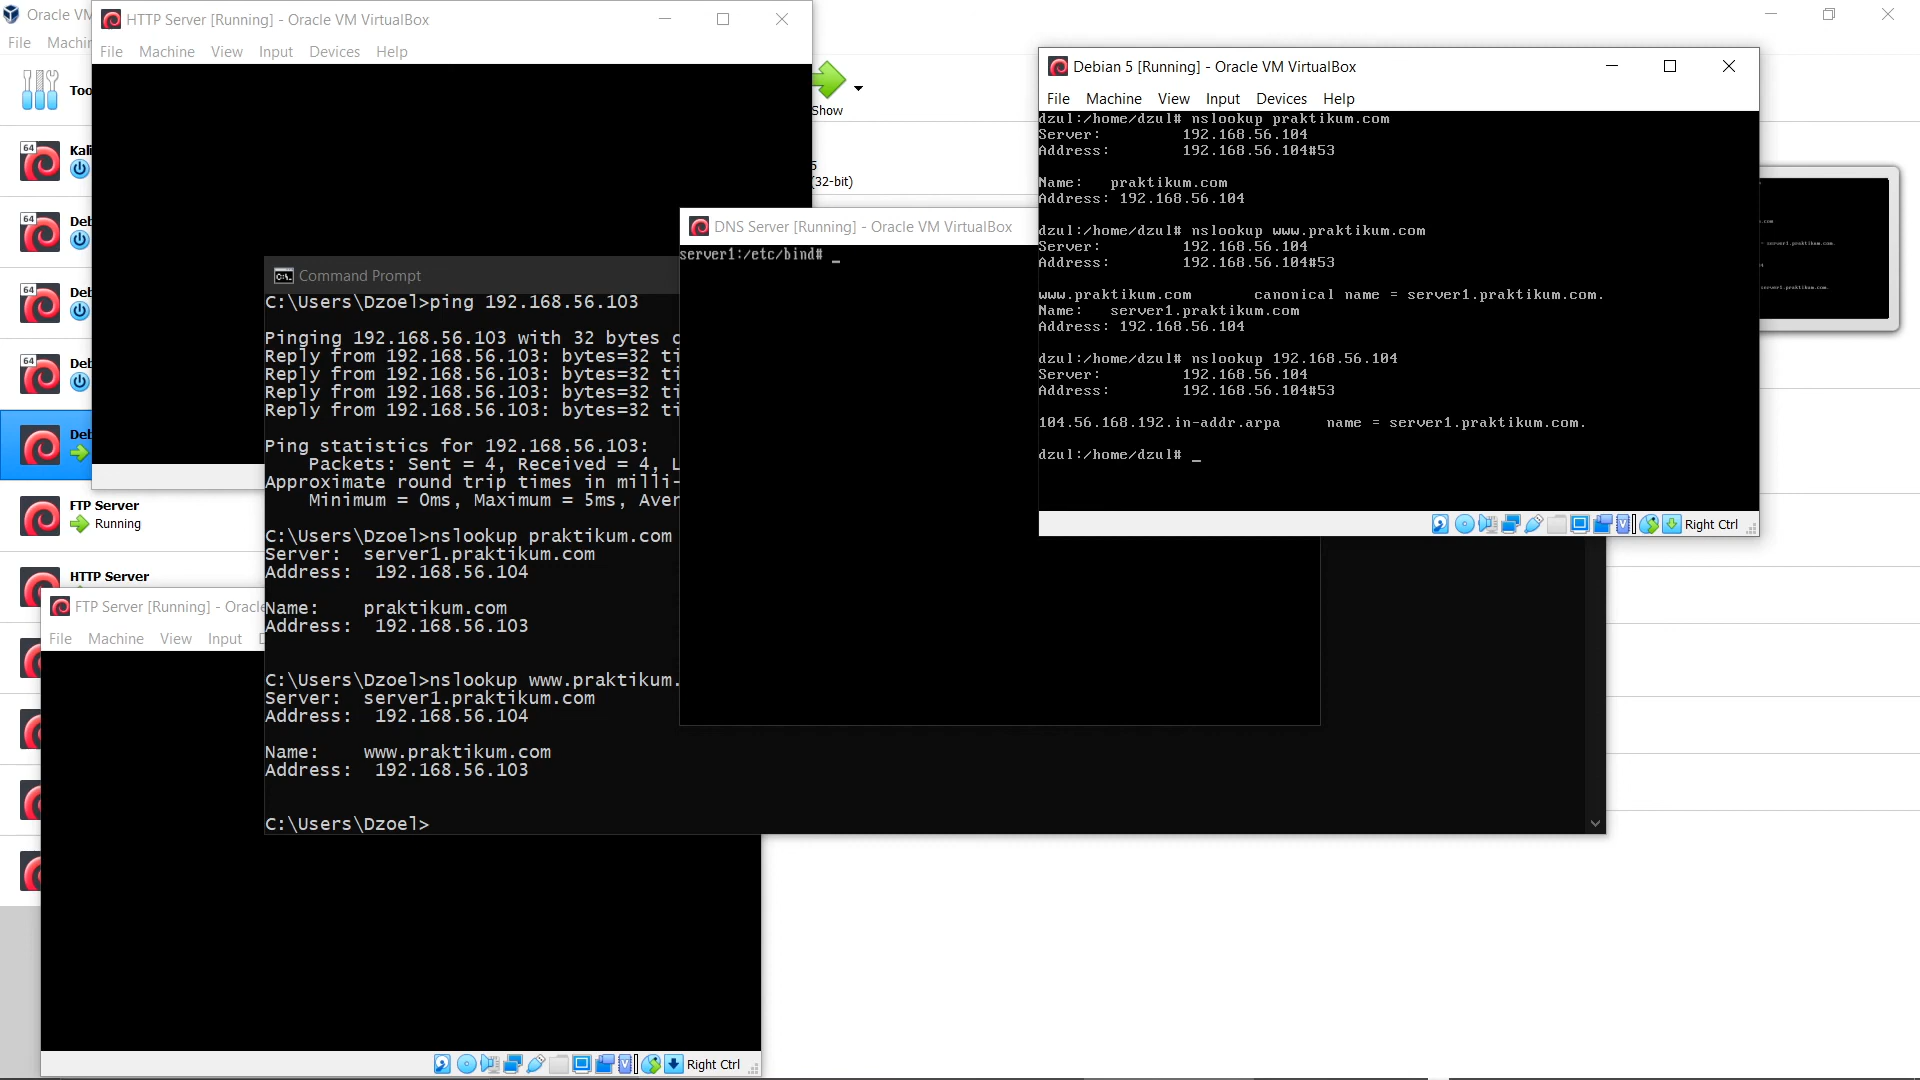 Oracle VM
File Machin
Too
Kali
Deb
Deb
Deb
Deb
FTP Server
Running
HTTP Server
HTTP Server [Running] - Oracle VM VirtualBox
File Machine View Input Devices Help
Show
5
(32-bit)
Command Prompt
C:\Users\Dzoel>ping 192.168.56.103
Pinging 192.168.56.103 with 32 bytes o
Reply from 192.168.56.103: bytes=32 ti
Reply from 192.168.56.103: bytes=32 ti
Reply from 192.168.56.103: bytes=32 ti
Reply from 192.168.56.103: bytes=32 ti
Ping statistics for 192.168.56.103:
Packets: Sent = 4, Received = 4, L
Approximate round trip times in milli-
Minimum = 0ms, Maximum = 5ms, Aver
C:\Users\Dzoel>nslookup praktikum.com
Server: server1.praktikum.com
Address: 192.168.56.104
Name: praktikum.com
Address: 192.168.56.103
C:\Users\Dzoel>nslookup www.praktikum.
Server: server1.praktikum.com
Address: 192.168.56.104
Name: www.praktikum.com
Address: 192.168.56.103
C:\Users\Dzoel>
DNS Server [Running] - Oracle VM VirtualBox
server1:/etc/bind# _
Debian 5 [Running] - Oracle VM VirtualBox
File Machine View Input Devices Help
dzul:/home/dzul# nslookup praktikum.com
Server: 192.168.56.104
Address: 192.168.56.104#53
Name: praktikum.com
Address: 192.168.56.104
dzul:/home/dzul# nslookup www.praktikum.com
Server: 192.168.56.104
Address: 192.168.56.104#53
www.praktikum.com canonical name = server1.praktikum.com.
Name: server1.praktikum.com
Address: 192.168.56.104
dzul:/home/dzul# nslookup 192.168.56.104
Server: 192.168.56.104
Address: 192.168.56.104#53
104.56.168.192.in-addr.arpa name = server1.praktikum.com.
dzul:/home/dzul# _
Right Ctrl
FTP Server [Running] - Oracle
File Machine View Input D
Right Ctrl